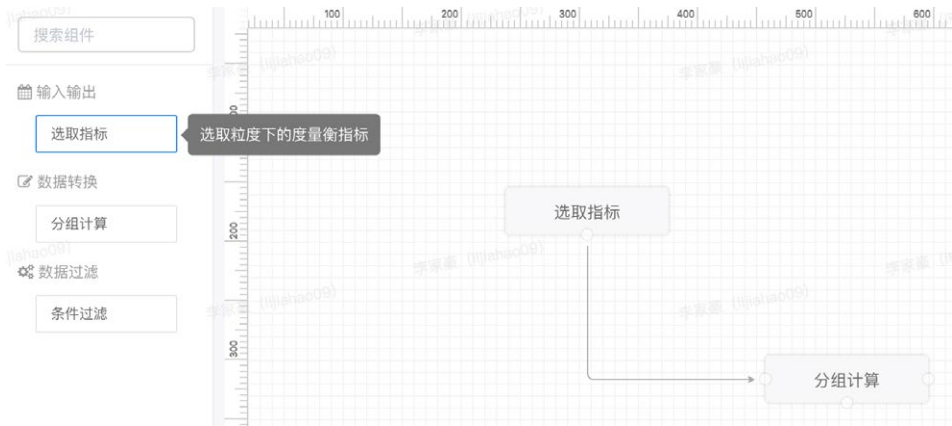 100 200 300 400 500 600
搜索组件
输入输出
选取指标
选取粒度下的度量衡指标
数据转换
分组计算
数据过滤
条件过滤
选取指标
200
分组计算
300